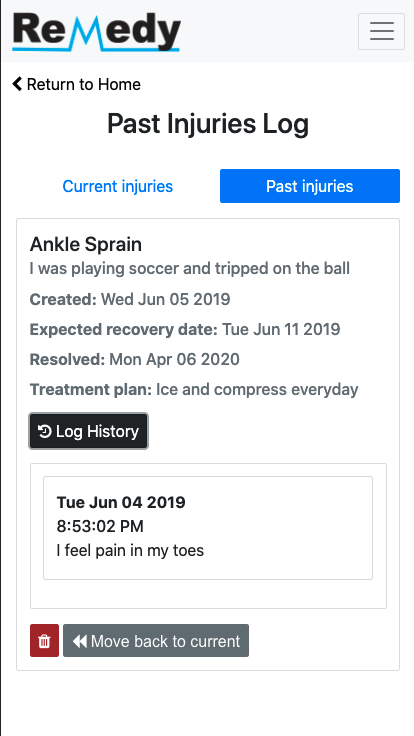 ReMedy
Return to Home
Past Injuries Log
Current injuries
Past injuries
Ankle Sprain
I was playing soccer and tripped on the ball
Created: Wed Jun 05 2019
Expected recovery date: Tue Jun 11 2019
Resolved: Mon Apr 06 2020
Treatment plan: Ice and compress everyday
Log History
Tue Jun 04 2019
8:53:02 PM
I feel pain in my toes
Move back to current